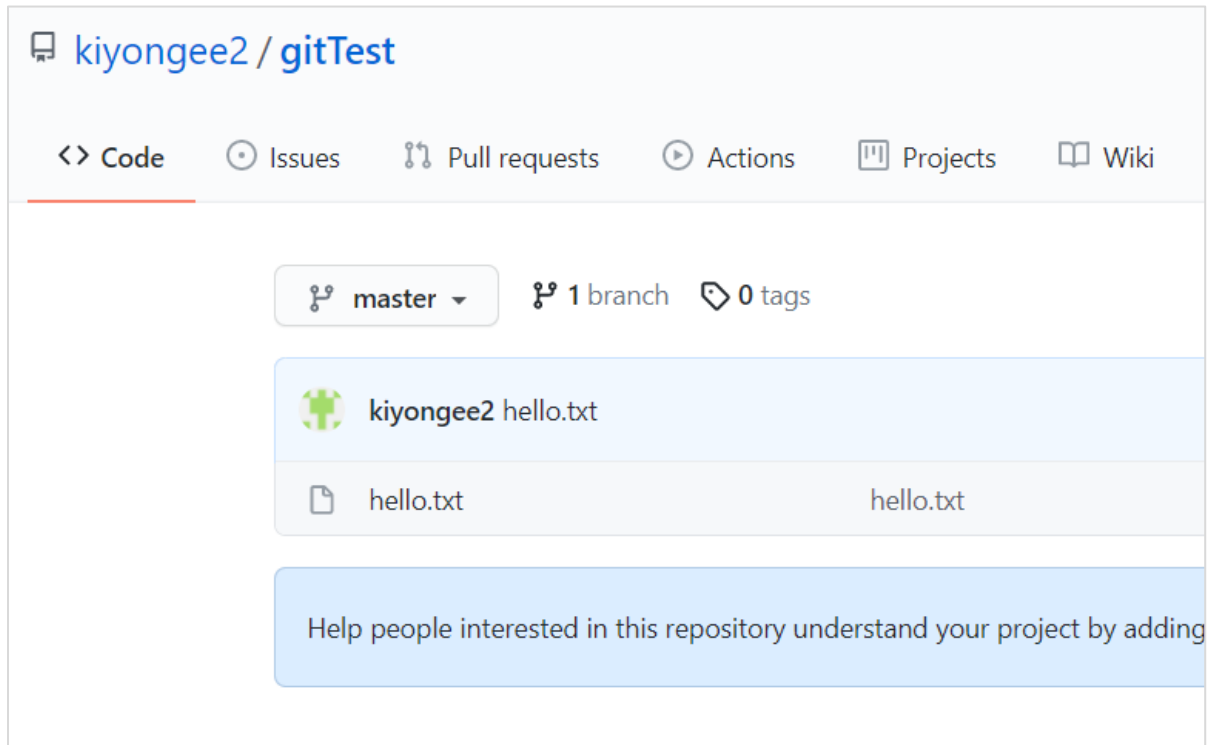 kiyongee2 / gitTest
Code Issues Pull requests Actions Projects Wiki
master 1 branch 0 tags
kiyongee2 hello.txt
hello.txt hello.txt
Help people interested in this repository understand your project by adding